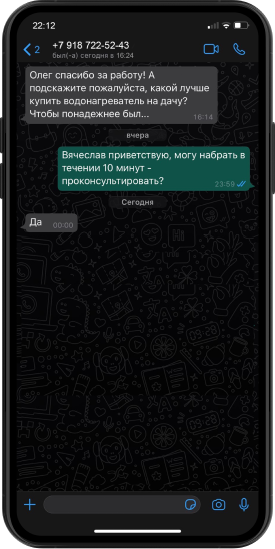 22:12
2
+7 918 722-52-43
был(-а) сегодня в 16:24
Олег спасибо за работу! А
подскажите пожалуйста, какой лучше
купить водонагреватель на дачу?
Чтобы понадежнее был...
16:14
вчера
Вячеслав приветствую, могу набрать в
течении 10 минут -
проконсультировать?
23:59
Сегодня
Да
00:00